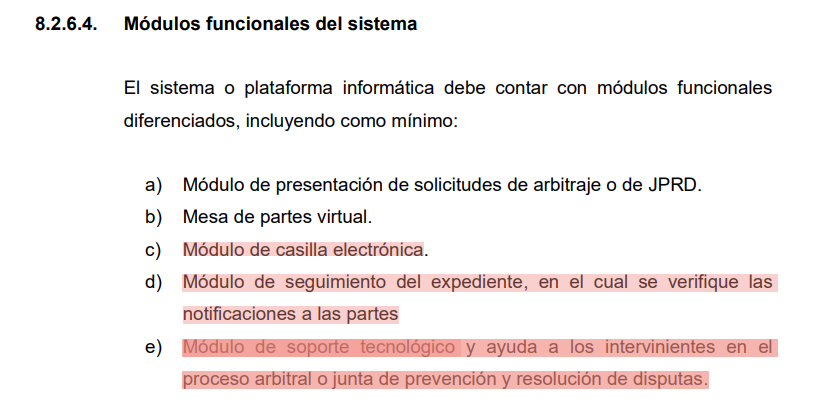 8.2.6.4. Módulos funcionales del sistema
El sistema o plataforma informática debe contar con módulos funcionales
diferenciados, incluyendo como mínimo:
a) Módulo de presentación de solicitudes de arbitraje o de JPRD.
b) Mesa de partes virtual.
c) Módulo de casilla electrónica.
d) Módulo de seguimiento del expediente, en el cual se verifique las
notificaciones a las partes
e) Módulo de soporte tecnológico y ayuda a los intervinientes en el
proceso arbitral o junta de prevención y resolución de disputas.